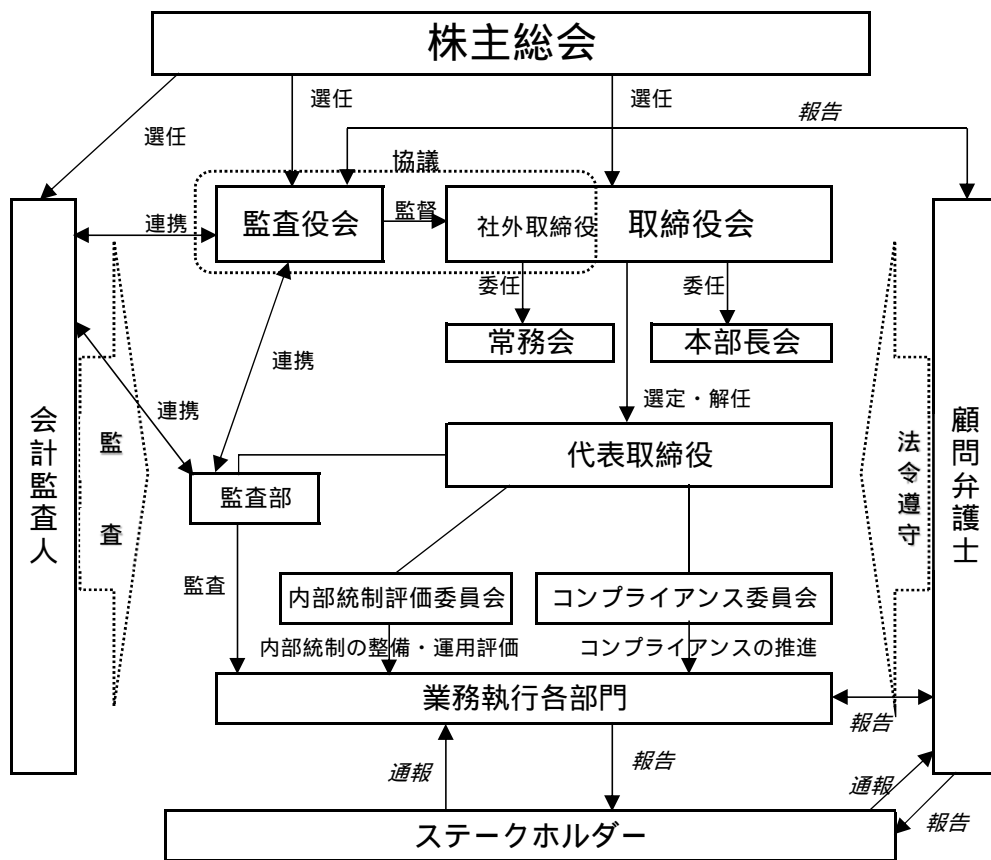 株主総会
選任
選任
報告
選任
協議
監査役会
監督
社外取締役
取締役会
連携
委任
委任
常務会
本部長会
連携
選定・解任
連携
会計監査人
監査
法令遵守
顧問弁護士
代表取締役
監査部
監査
内部統制評価委員会
コンプライアンス委員会
内部統制の整備・運用評価
コンプライアンスの推進
業務執行各部門
報告
通報
報告
通報
報告
ステークホルダー